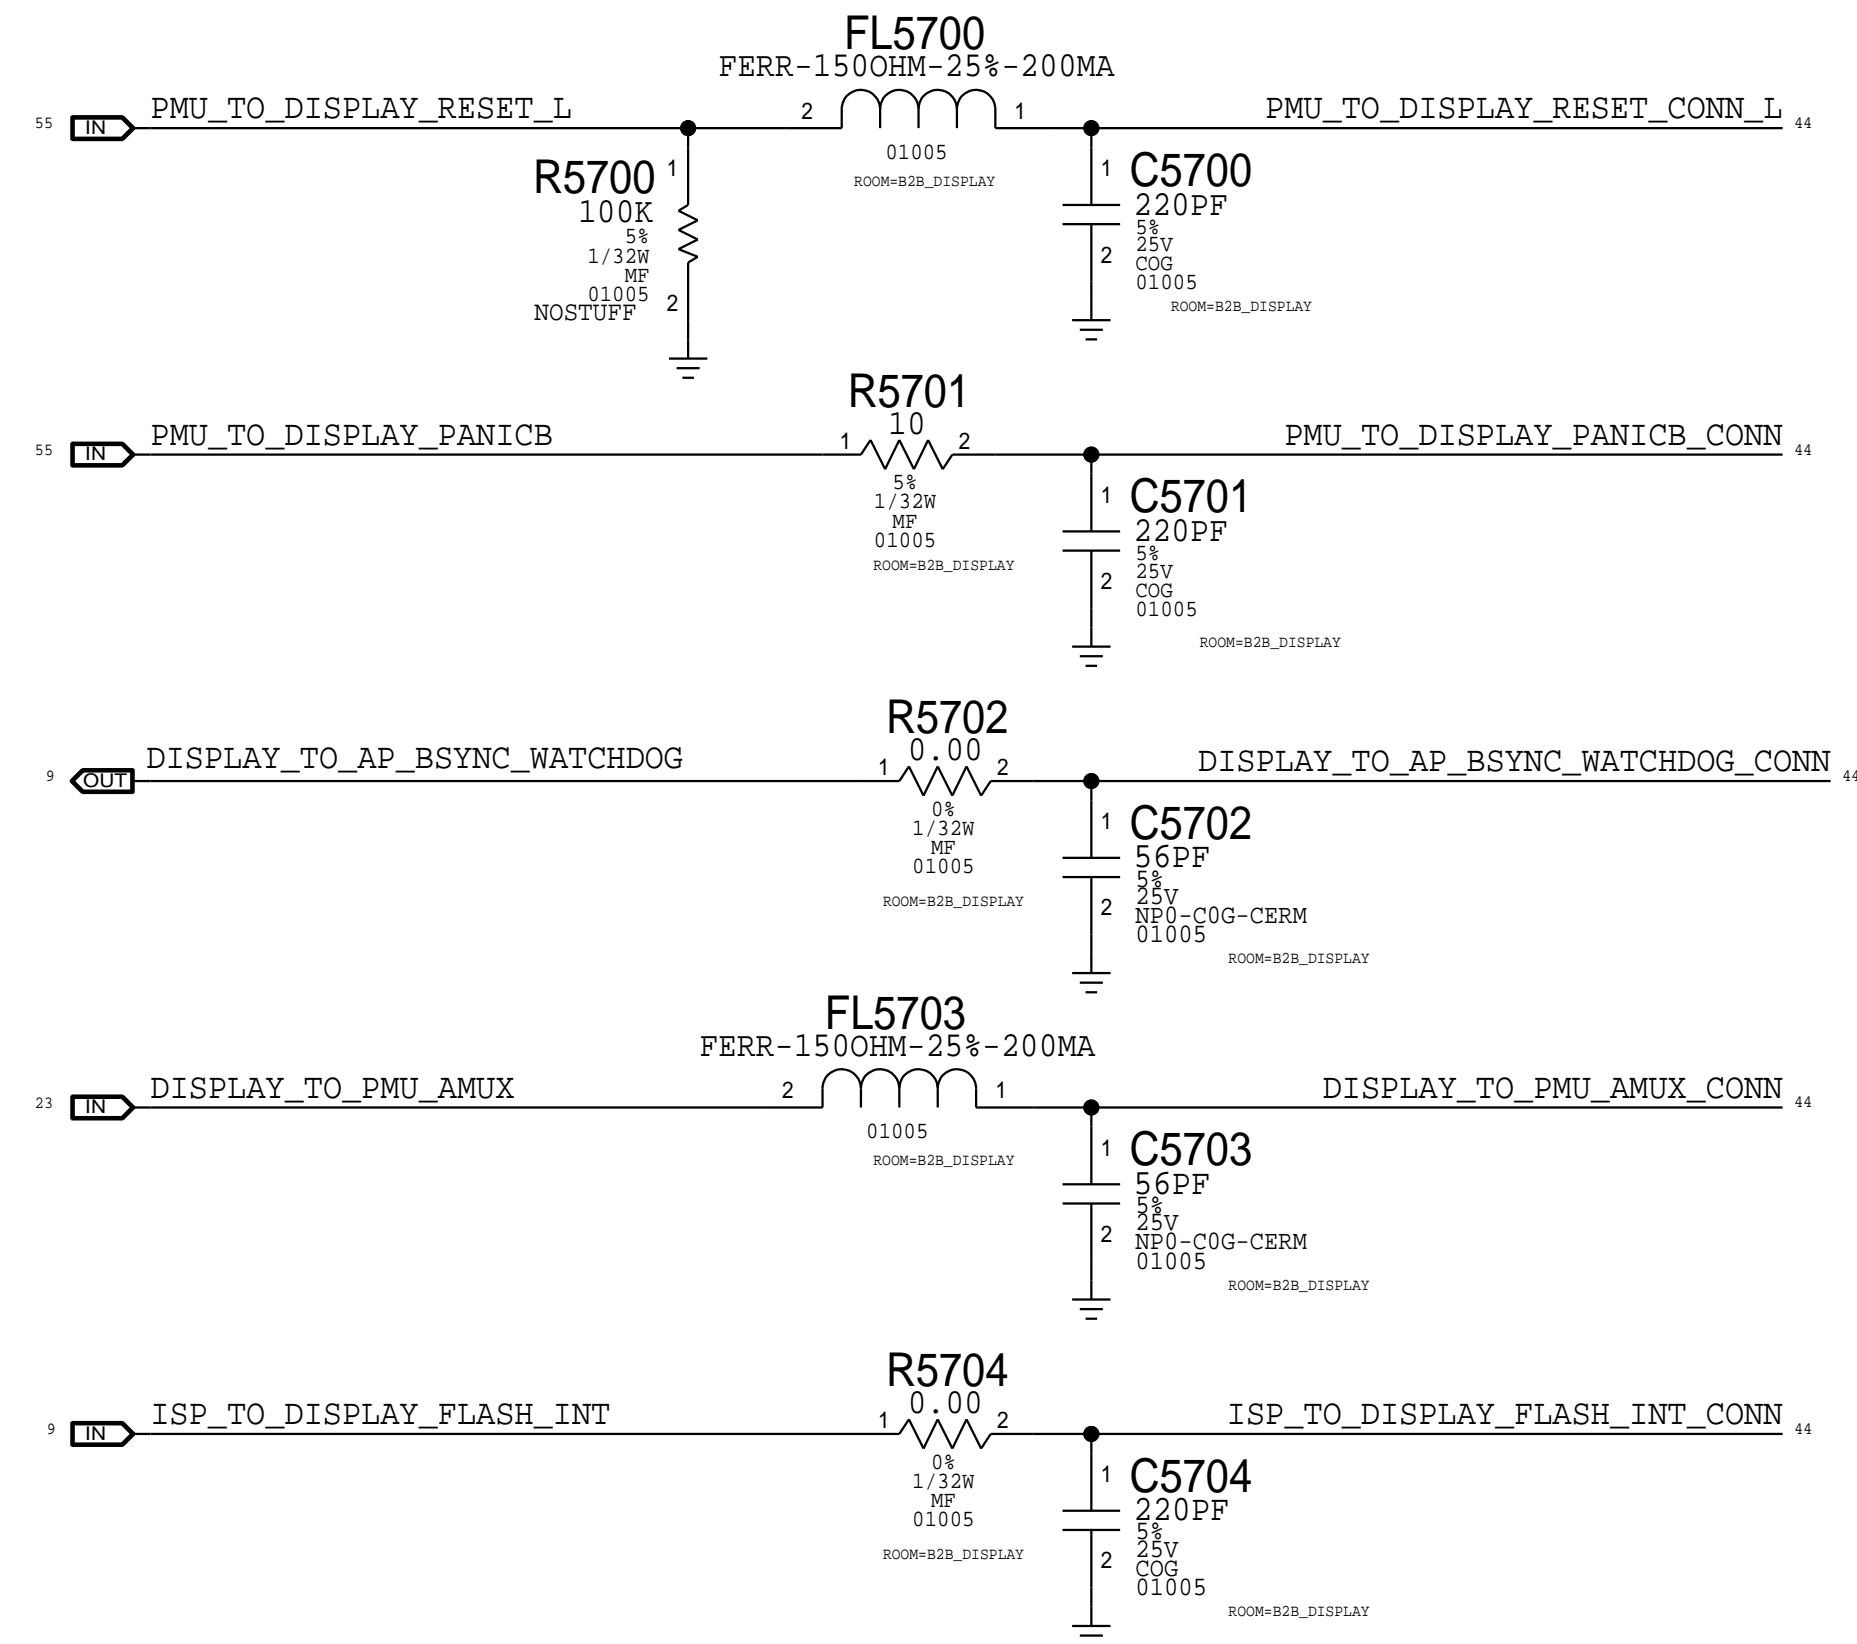 FL5700
FERR-150OHM-25%-200MA
55 IN PMU_TO_DISPLAY_RESET_L 2 1 PMU_TO_DISPLAY_RESET_CONN_L 44
01005
ROOM=B2B_DISPLAY
R5700 1
100K
5%
1/32W
MF
01005
NOSTUFF 2
1 C5700
220PF
5%
25V
2 COG
01005
ROOM=B2B_DISPLAY
R5701
10
55 IN PMU_TO_DISPLAY_PANICB 1 2 PMU_TO_DISPLAY_PANICB_CONN 44
5%
1/32W
MF
01005
ROOM=B2B_DISPLAY
1 C5701
220PF
5%
25V
2 COG
01005
ROOM=B2B_DISPLAY
R5702
0.00
9 OUT DISPLAY_TO_AP_BSYNC_WATCHDOG 1 2 DISPLAY_TO_AP_BSYNC_WATCHDOG_CONN 44
0%
1/32W
MF
01005
ROOM=B2B_DISPLAY
1 C5702
56PF
5%
25V
2 NP0-C0G-CERM
01005
ROOM=B2B_DISPLAY
FL5703
FERR-150OHM-25%-200MA
23 IN DISPLAY_TO_PMU_AMUX 2 1 DISPLAY_TO_PMU_AMUX_CONN 44
01005
ROOM=B2B_DISPLAY
1 C5703
56PF
5%
25V
2 NP0-C0G-CERM
01005
ROOM=B2B_DISPLAY
R5704
0.00
9 IN ISP_TO_DISPLAY_FLASH_INT 1 2 ISP_TO_DISPLAY_FLASH_INT_CONN 44
0%
1/32W
MF
01005
ROOM=B2B_DISPLAY
1 C5704
220PF
5%
25V
2 COG
01005
ROOM=B2B_DISPLAY